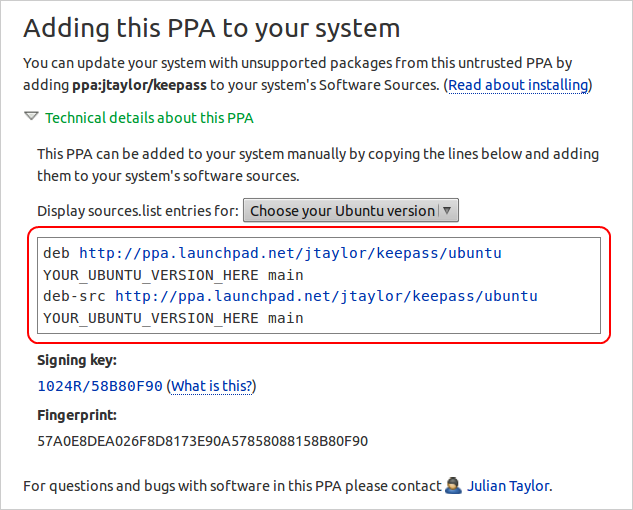 Adding this PPA to your system
You can update your system with unsupported packages from this untrusted PPA by
adding ppa:jtaylor/keepass to your system's Software Sources. (Read about installing)
Technical details about this PPA
This PPA can be added to your system manually by copying the lines below and adding
them to your system's software sources.
Display sources.list entries for: Choose your Ubuntu version
deb http://ppa.launchpad.net/jtaylor/keepass/ubuntu
YOUR_UBUNTU_VERSION_HERE main
deb-src http://ppa.launchpad.net/jtaylor/keepass/ubuntu
YOUR_UBUNTU_VERSION_HERE main
Signing key:
1024R/58B80F90 (What is this?)
Fingerprint:
57A0E8DEA026F8D8173E90A57858088158B80F90
For questions and bugs with software in this PPA please contact Julian Taylor.